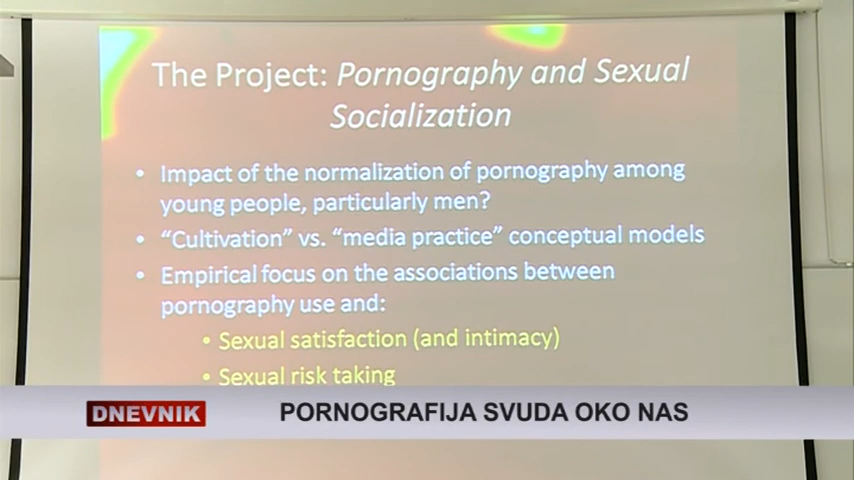 The Project: Pornography and Sexual
Socialization
• Impact of the normalization of pornography among
young people, particularly men?
• “Cultivation” vs. “media practice” conceptual models
• Empirical focus on the associations between
pornography use and:
• Sexual satisfaction (and intimacy)
• Sexual risk taking
DNEVNIK PORNOGRAFIJA SVUDA OKO NAS